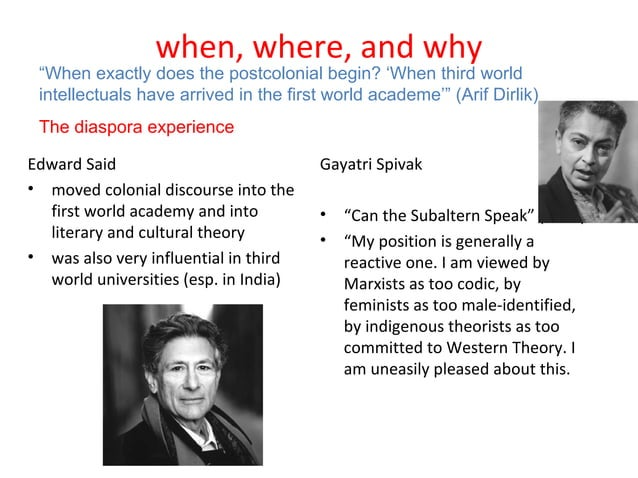 when, where, and why
“When exactly does the postcolonial begin? ‘When third world
intellectuals have arrived in the first world academe’” (Arif Dirlik)
The diaspora experience
Edward Said
• moved colonial discourse into the
first world academy and into
literary and cultural theory
• was also very influential in third
world universities (esp. in India)
Gayatri Spivak
• “Can the Subaltern Speak”
• “My position is generally a
reactive one. I am viewed by
Marxists as too codic, by
feminists as too male-identified,
by indigenous theorists as too
committed to Western Theory. I
am uneasily pleased about this.